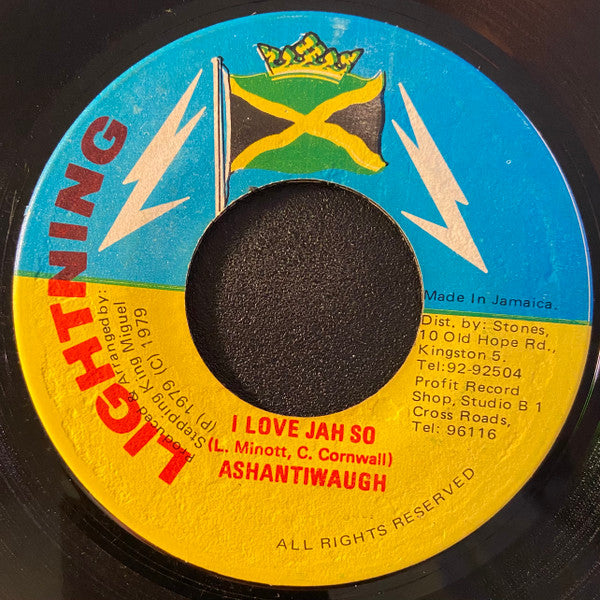 LIGHTNING
Produced & Arranged by:
Stepping King Miguel
(P) 1979 (C) 1979
Made In Jamaica.
Dist. by: Stones,
10 Old Hope Rd.,
Kingston 5.
Tel:92-92504
Profit Record
Shop, Studio B 1
Cross Roads,
Tel: 96116
I LOVE JAH SO
(L. Minott, C. Cornwall)
ASHANTIWAUGH
ALL RIGHTS RESERVED